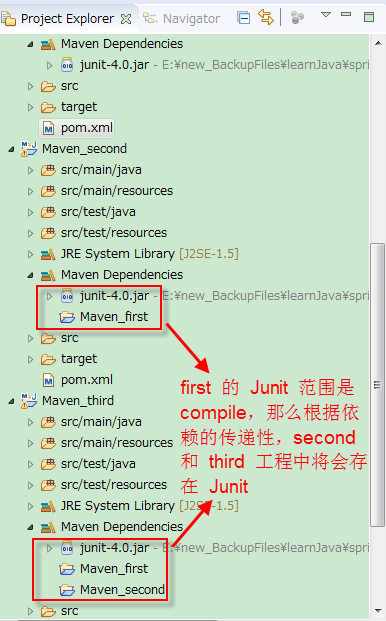 Project Explorer Navigator
Maven Dependencies
junit-4.0.jar - E:¥new_BackupFiles¥learnJava¥spri
src
target
pom.xml
Maven_second
src/main/java
src/main/resources
src/test/java
src/test/resources
JRE System Library [J2SE-1.5]
Maven Dependencies
junit-4.0.jar - E:¥new_BackupFiles¥learnJava¥spri
Maven_first
src
target
pom.xml
Maven_third
src/main/java
src/main/resources
src/test/java
src/test/resources
JRE System Library [J2SE-1.5]
Maven Dependencies
junit-4.0.jar - E:¥new_BackupFiles¥learnJava¥spri
Maven_first
Maven_second
src
first 的 Junit 范围是
compile，那么根据依
赖的传递性，second
和 third 工程中将会存
在 Junit